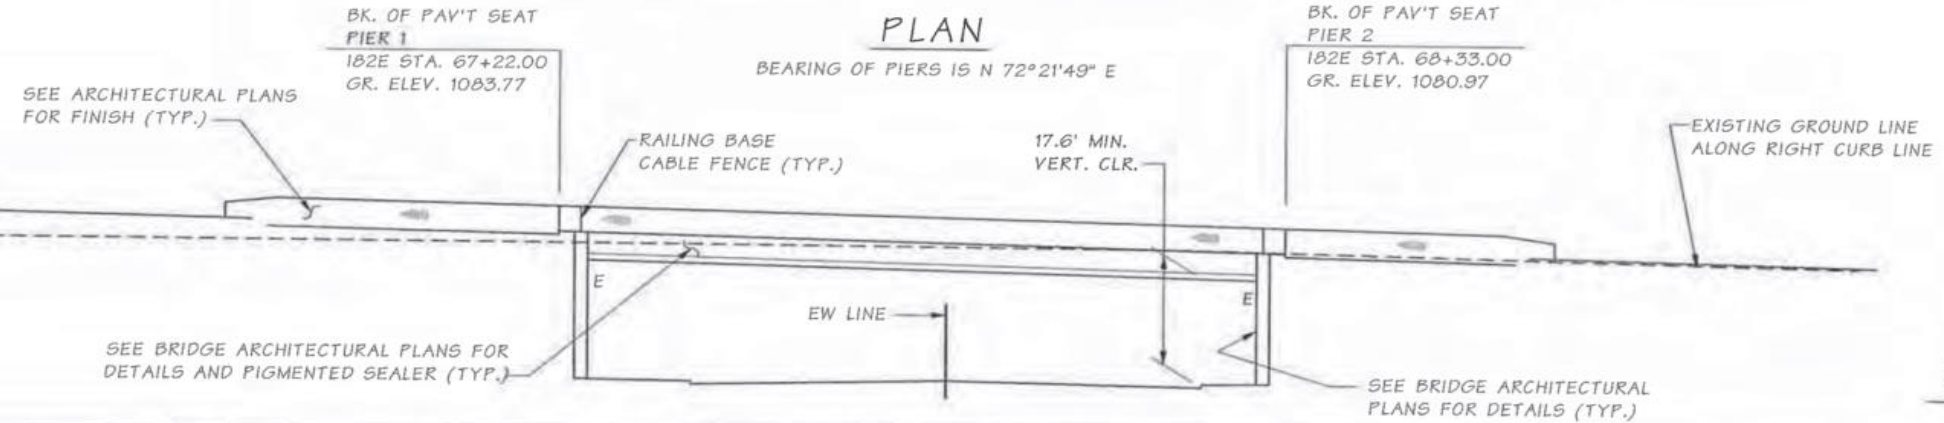 BK. OF PAV'T SEAT
PIER 1
182E STA. 67+22.00
GR. ELEV. 1083.77
PLAN
BEARING OF PIERS IS N 72°21'49" E
BK. OF PAV'T SEAT
PIER 2
182E STA. 68+33.00
GR. ELEV. 1080.97
SEE ARCHITECTURAL PLANS
FOR FINISH (TYP.)
RAILING BASE
CABLE FENCE (TYP.)
17.6' MIN.
VERT. CLR.
EXISTING GROUND LINE
ALONG RIGHT CURB LINE
E
E
EW LINE
SEE BRIDGE ARCHITECTURAL PLANS FOR
DETAILS AND PIGMENTED SEALER (TYP.)
SEE BRIDGE ARCHITECTURAL
PLANS FOR DETAILS (TYP.)